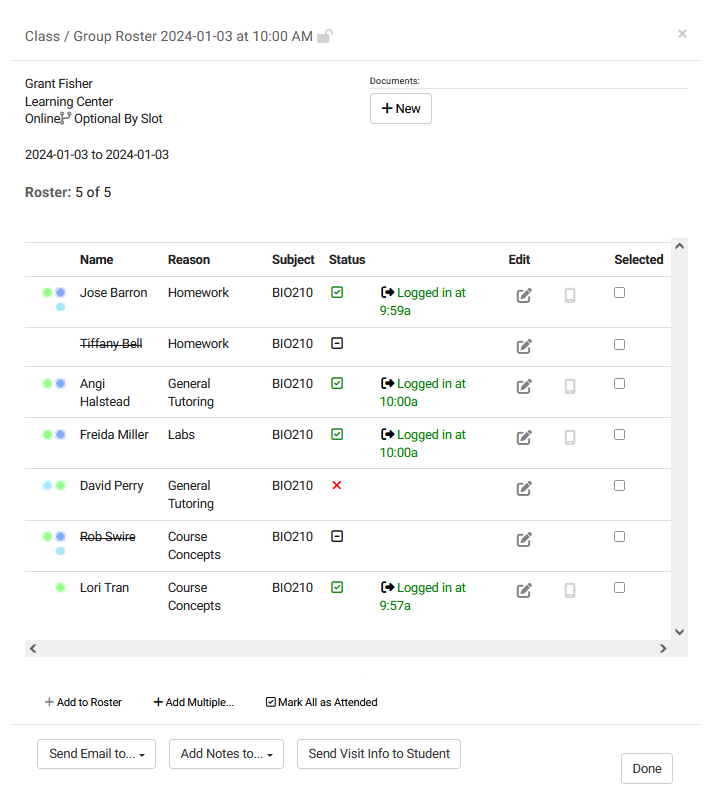 Class / Group Roster 2024-01-03 at 10:00 AM
×
Grant Fisher
Learning Center
Online Optional By Slot
2024-01-03 to 2024-01-03
Roster: 5 of 5
Documents:
+ New
Name Reason Subject Status Edit Selected
Jose Barron Homework BIO210 Logged in at
9:59a
Tiffany Bell Homework BIO210
Angi General BIO210 Logged in at
Halstead Tutoring 10:00a
Freida Miller Labs BIO210 Logged in at
10:00a
David Perry General BIO210
Tutoring
Rob Swire Course BIO210
Concepts
Lori Tran Course BIO210 Logged in at
Concepts 9:57a
+ Add to Roster + Add Multiple... Mark All as Attended
Send Email to... Add Notes to... Send Visit Info to Student
Done